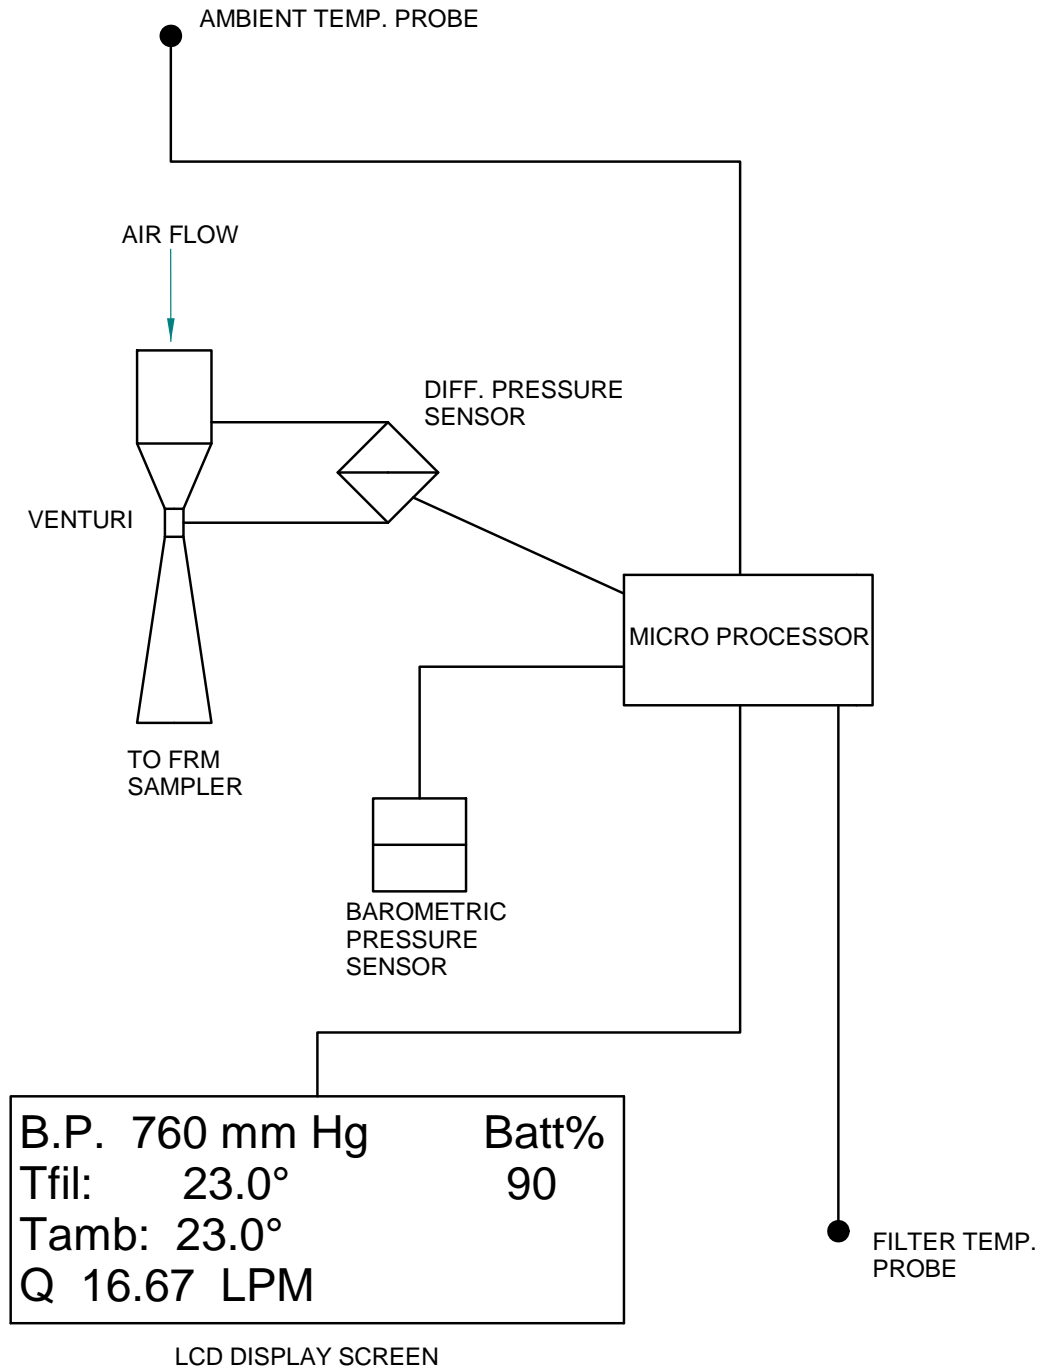 AMBIENT TEMP. PROBE
AIR FLOW
DIFF. PRESSURE
SENSOR
VENTURI
MICRO PROCESSOR
TO FRM
SAMPLER
BAROMETRIC
PRESSURE
SENSOR
B.P. 760 mm Hg Batt%
Tfil: 23.0° 90
Tamb: 23.0°
Q 16.67 LPM
FILTER TEMP.
PROBE
LCD DISPLAY SCREEN